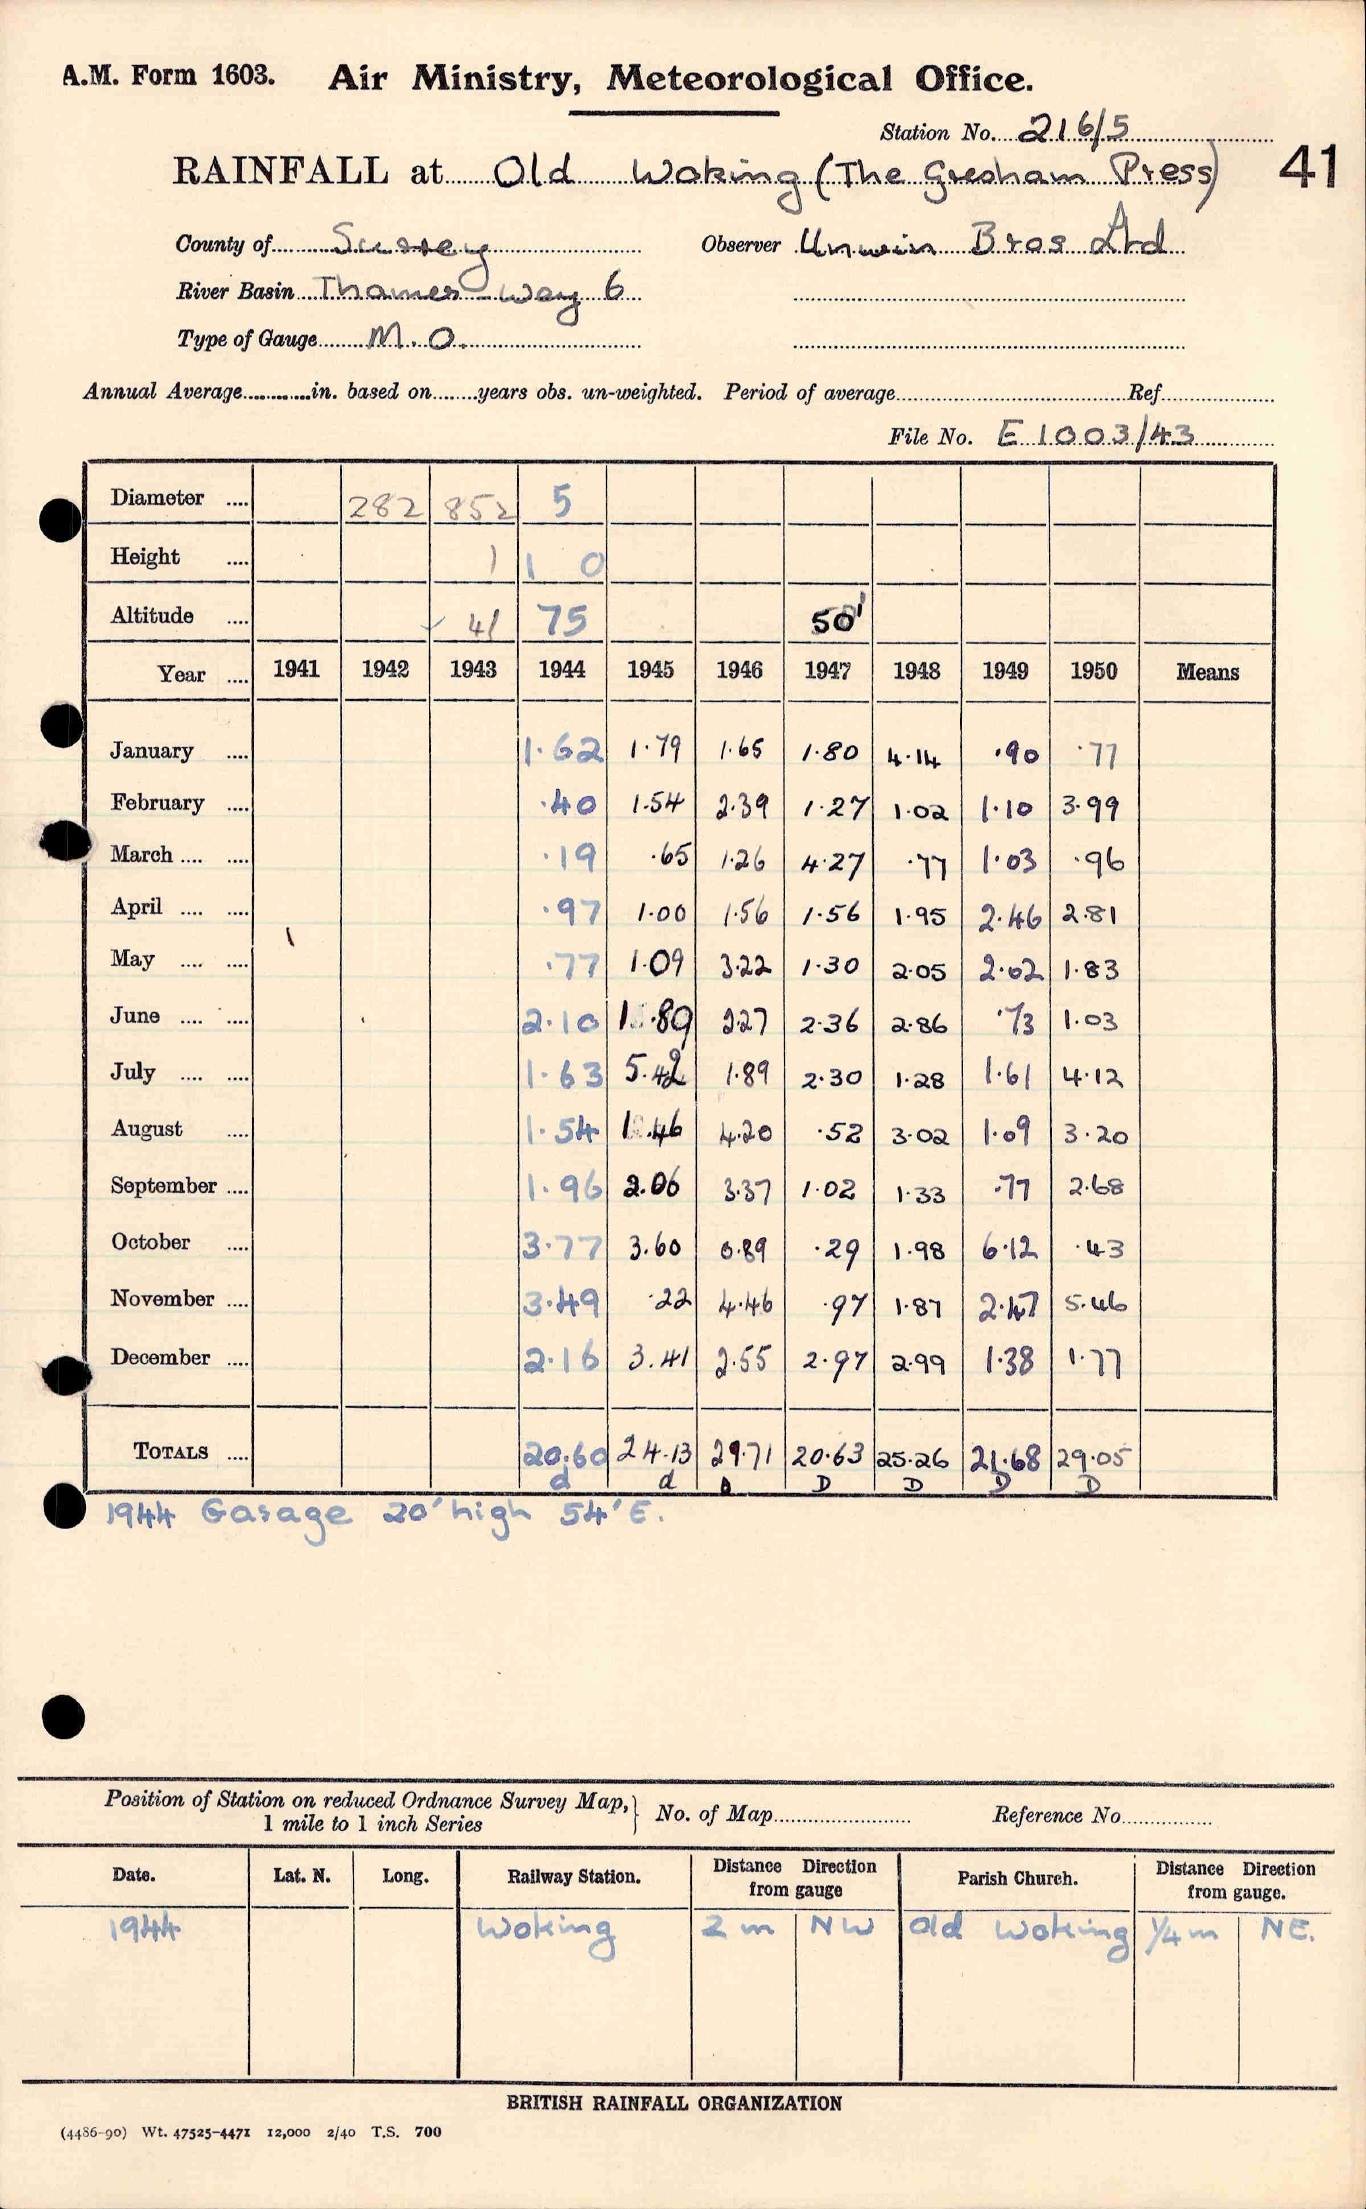 A.M. Form 1603. Air Ministry, Meteorological Office.
Station No. 216/5
RAINFALL at Old Woking (The Gresham Press) 41
County of Surrey Observer Unwin Bros Ltd
River Basin Thames - Wey 6
Type of Gauge M.O.
Annual Average in. based on years obs. un-weighted. Period of average Ref
File No. E 1003/43
Diameter .... 282 852 5
Height .... 1 1 0
Altitude .... 41 75 50'
Year .... 1941 1942 1943 1944 1945 1946 1947 1948 1949 1950 Means
January .... 1.62 1.79 1.65 1.80 4.14 .90 .77
February .... .40 1.54 2.39 1.27 1.02 1.10 3.99
March .... .... .19 .65 1.26 4.27 .77 1.03 .96
April .... .... .97 1.00 1.56 1.56 1.95 2.46 2.81
May .... .... .77 1.09 3.22 1.30 2.05 2.02 1.83
June .... .... 2.10 1.89 2.27 2.36 2.86 .73 1.03
July .... .... 1.63 5.42 1.89 2.30 1.28 1.61 4.12
August .... 1.54 1.46 4.20 .52 3.02 1.09 3.20
September .... 1.96 2.06 3.37 1.02 1.33 .77 2.68
October .... 3.77 3.60 0.89 .29 1.98 6.12 .43
November .... 3.49 .22 4.46 .97 1.87 2.47 5.46
December .... 2.16 3.41 2.55 2.97 2.99 1.38 1.77
TOTALS .... 20.60 24.13 29.71 20.63 25.26 21.68 29.05
d d D D D D D
1944 Garage 20' high 54' E.
Position of Station on reduced Ordnance Survey Map, 1 mile to 1 inch Series } No. of Map Reference No
Date. Lat. N. Long. Railway Station. Distance Direction from gauge Parish Church. Distance Direction from gauge.
1944 Woking 2 m NW Old Woking 1/4 m NE.
BRITISH RAINFALL ORGANIZATION
(4486-90) Wt. 47525-4471 12,000 2/40 T.S. 700